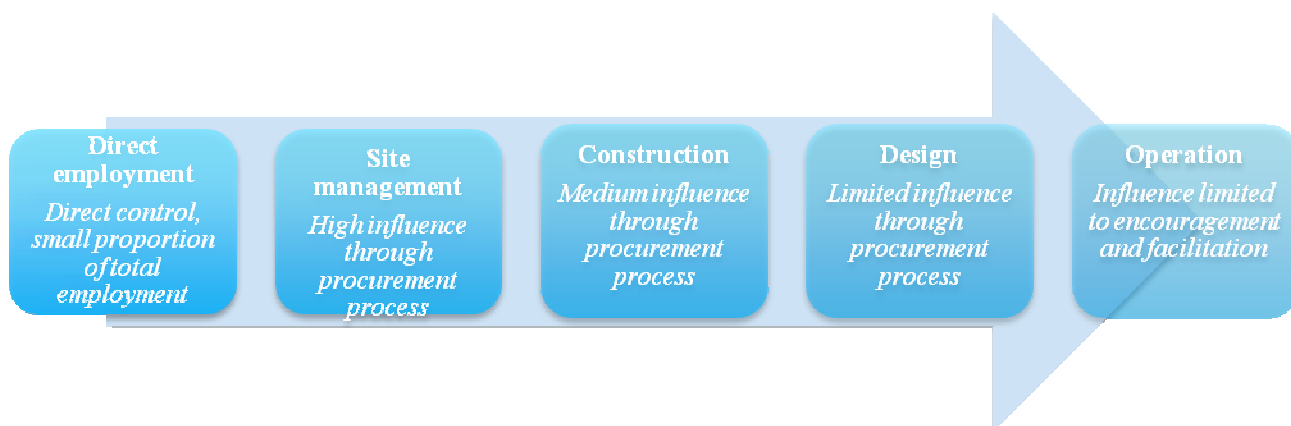 Direct
employment
Direct control,
small proportion
of total
employment
Site
management
High influence
through
procurement
process
Construction
Medium influence
through
procurement
process
Design
Limited influence
through
procurement
process
Operation
Influence limited
to encouragement
and facilitation